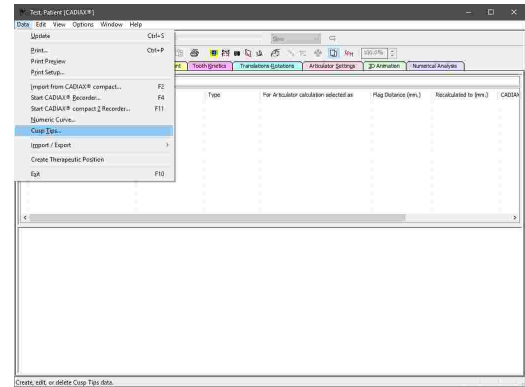 Test, Patient [CADIAX®]
Data Edit View Options Window Help
Update Ctrl+S
Slow
Print... Ctrl+P
100.0%
Print Preview
Print Setup...
Tooth Kinetics Translations-Rotations Articulator Settings 3D Animation Numerical Analysis
Import from CADIAX® compact... F2
Type For Articulator calculation selected as Flag Distance (mm.) Recalculated to (mm.) CADIAX
Start CADIAX® Recorder... F4
Start CADIAX® compact 2 Recorder... F11
Numeric Curve...
Cusp Tips...
Import / Export
Create Therapeutic Position
Exit F10
Create, edit, or delete Cusp Tips data.